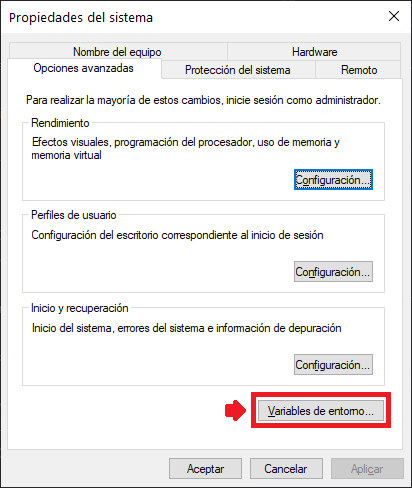 Propiedades del sistema
Nombre del equipo
Hardware
Opciones avanzadas
Protección del sistema
Remoto
Para realizar la mayoría de estos cambios, inicie sesión como administrador.
Rendimiento
Efectos visuales, programación del procesador, uso de memoria y
memoria virtual
Configuración...
Perfiles de usuario
Configuración del escritorio correspondiente al inicio de sesión
Configuración...
Inicio y recuperación
Inicio del sistema, errores del sistema e información de depuración
Configuración...
Variables de entorno...
Aceptar
Cancelar
Aplicar